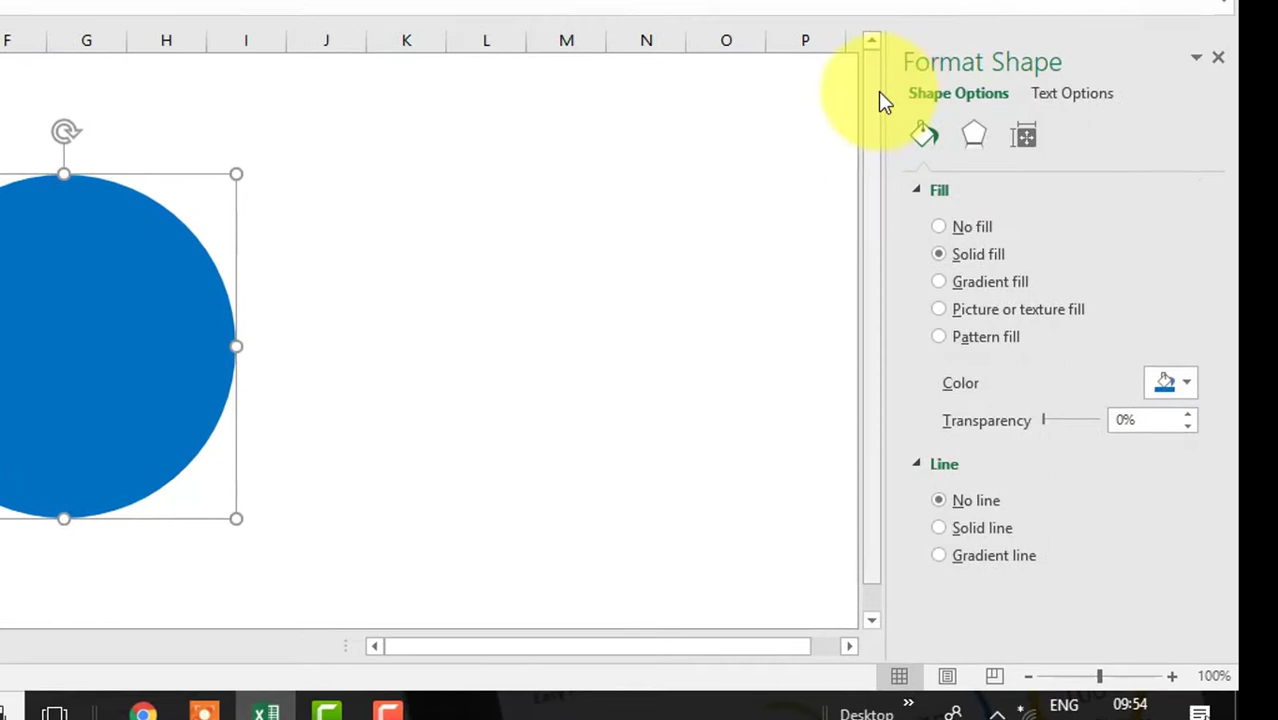 F G H I J K L M N O P
Format Shape
Shape Options Text Options
Fill
No fill
Solid fill
Gradient fill
Picture or texture fill
Pattern fill
Color
Transparency 0%
Line
No line
Solid line
Gradient line
100%
Desktop » ENG 09:54